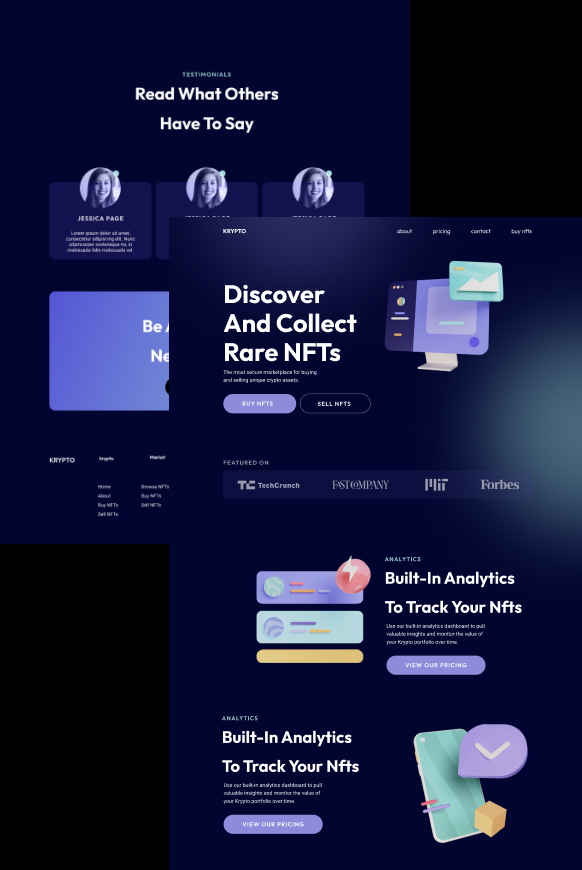 TESTIMONIALS
Read What Others
Have To Say
JESSICA PAGE
Lorem ipsum dolor sit amet,
consectetur adipiscing elit. Nunc
ullamcorper scelerisque mi, in
malesuada felis malesuada vel.
Be
Ne
KRYPTO
krypto
Market
Home
Browse NFTs
About
Buy NFTs
Buy NFTs
Sell NFTs
Sell NFTs
KRYPTO
about
pricing
contact
buy nfts
Discover
And Collect
Rare NFTs
The most secure marketplace for buying
and selling unique crypto assets.
BUY NFTS
SELL NFTS
FEATURED ON
TC TechCrunch
FAST COMPANY
MIT
Forbes
ANALYTICS
Built-In Analytics
To Track Your Nfts
Use our built-in analytics dashboard to pull
valuable insights and monitor the value of
your Krypto portfolio over time.
VIEW OUR PRICING
ANALYTICS
Built-In Analytics
To Track Your Nfts
Use our built-in analytics dashboard to pull
valuable insights and monitor the value of
your Krypto portfolio over time.
VIEW OUR PRICING